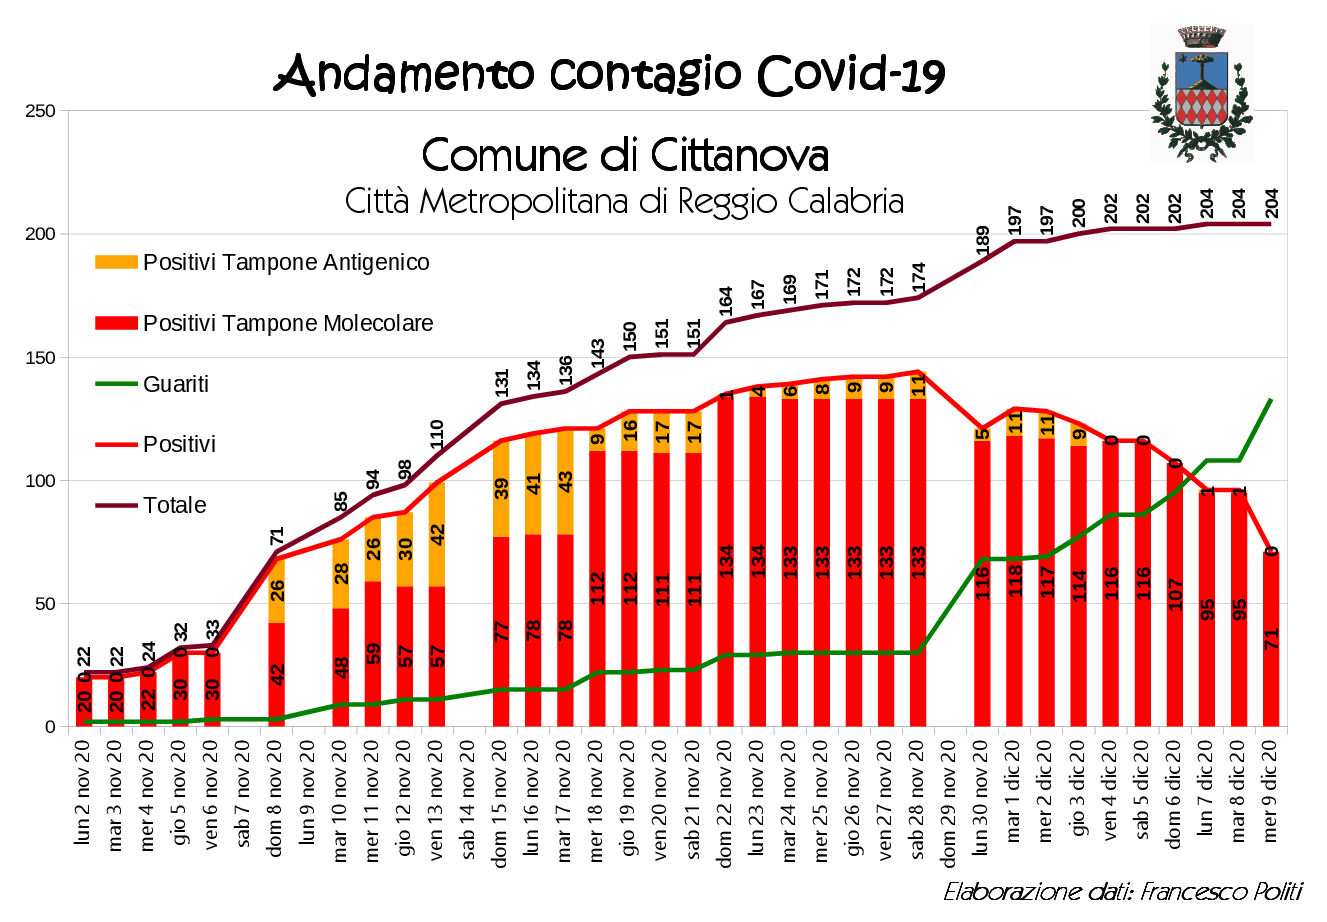 Andamento contagio Covid-19
Comune di Cittanova
Città Metropolitana di Reggio Calabria
250
200
150
100
50
0
Positivi Tampone Antigenico
Positivi Tampone Molecolare
Guariti
Positivi
Totale
22 22 24 32 33 71 85 94 98 110 131 134 136 143 150 151 151 164 167 169 171 172 172 174 189 197 197 200 202 202 202 204 204 204
0 0 0 0 0 26 28 26 30 42 39 41 43 9 16 17 17 1 4 6 8 9 9 11 5 11 11 9 0 0 0 1 1 0
20 20 22 30 30 42 48 59 57 57 77 78 78 112 112 111 111 134 134 133 133 133 133 133 116 118 117 114 116 116 107 95 95 71
lun 2 nov 20
mar 3 nov 20
mer 4 nov 20
gio 5 nov 20
ven 6 nov 20
sab 7 nov 20
dom 8 nov 20
lun 9 nov 20
mar 10 nov 20
mer 11 nov 20
gio 12 nov 20
ven 13 nov 20
sab 14 nov 20
dom 15 nov 20
lun 16 nov 20
mar 17 nov 20
mer 18 nov 20
gio 19 nov 20
ven 20 nov 20
sab 21 nov 20
dom 22 nov 20
lun 23 nov 20
mar 24 nov 20
mer 25 nov 20
gio 26 nov 20
ven 27 nov 20
sab 28 nov 20
dom 29 nov 20
lun 30 nov 20
mar 1 dic 20
mer 2 dic 20
gio 3 dic 20
ven 4 dic 20
sab 5 dic 20
dom 6 dic 20
lun 7 dic 20
mar 8 dic 20
mer 9 dic 20
Elaborazione dati: Francesco Politi